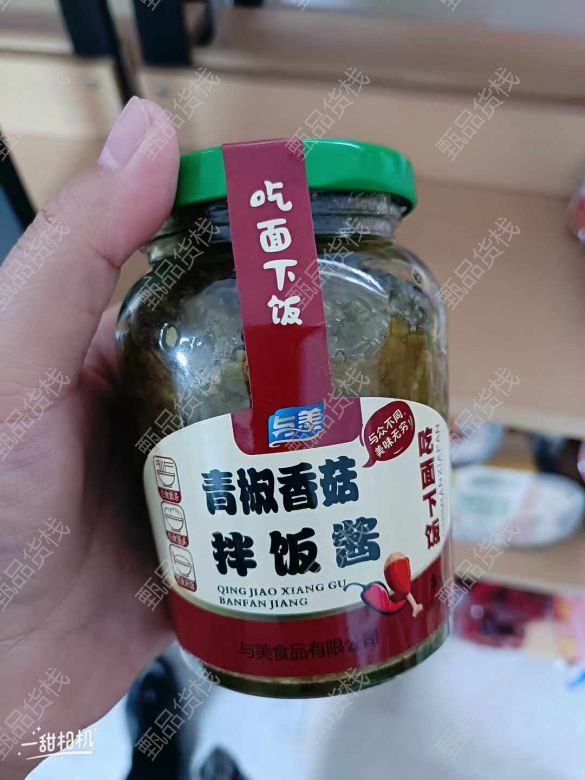 吃面下饭
与美
与众不同,
美味无穷!
吃面下饭
青椒香菇
拌饭酱
QING JIAO XIANG GU
BANFAN JIANG
与美食品有限公司
一甜相机
甄品货栈